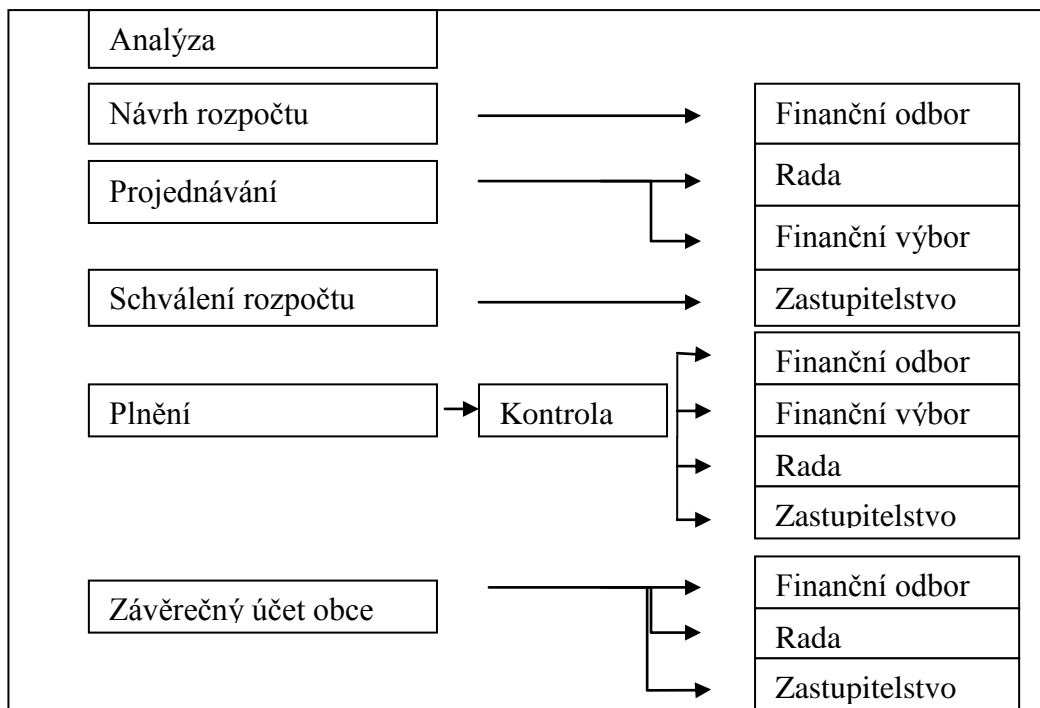 Analýza
Návrh rozpočtu
Finanční odbor
Projednávání
Rada
Finanční výbor
Schválení rozpočtu
Zastupitelstvo
Plnění
Kontrola
Finanční odbor
Finanční výbor
Rada
Zastupitelstvo
Závěrečný účet obce
Finanční odbor
Rada
Zastupitelstvo